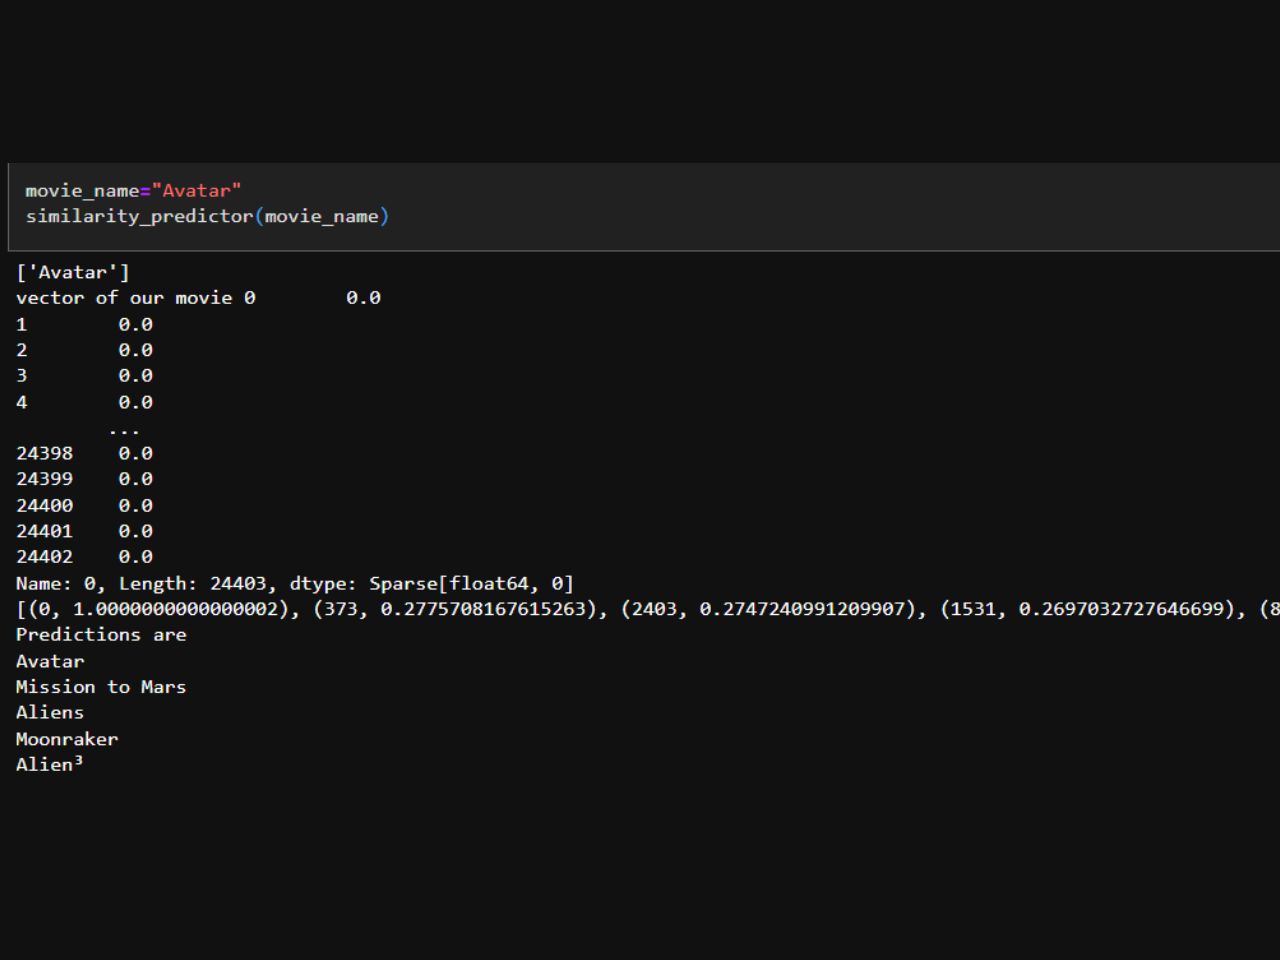 movie_name="Avatar"
similarity_predictor(movie_name)
['Avatar']
vector of our movie 0        0.0
1        0.0
2        0.0
3        0.0
4        0.0
        ...
24398    0.0
24399    0.0
24400    0.0
24401    0.0
24402    0.0
Name: 0, Length: 24403, dtype: Sparse[float64, 0]
[(0, 1.0000000000000002), (373, 0.2775708167615263), (2403, 0.2747240991209907), (1531, 0.2697032727646699), (8
Predictions are
Avatar
Mission to Mars
Aliens
Moonraker
Alien³